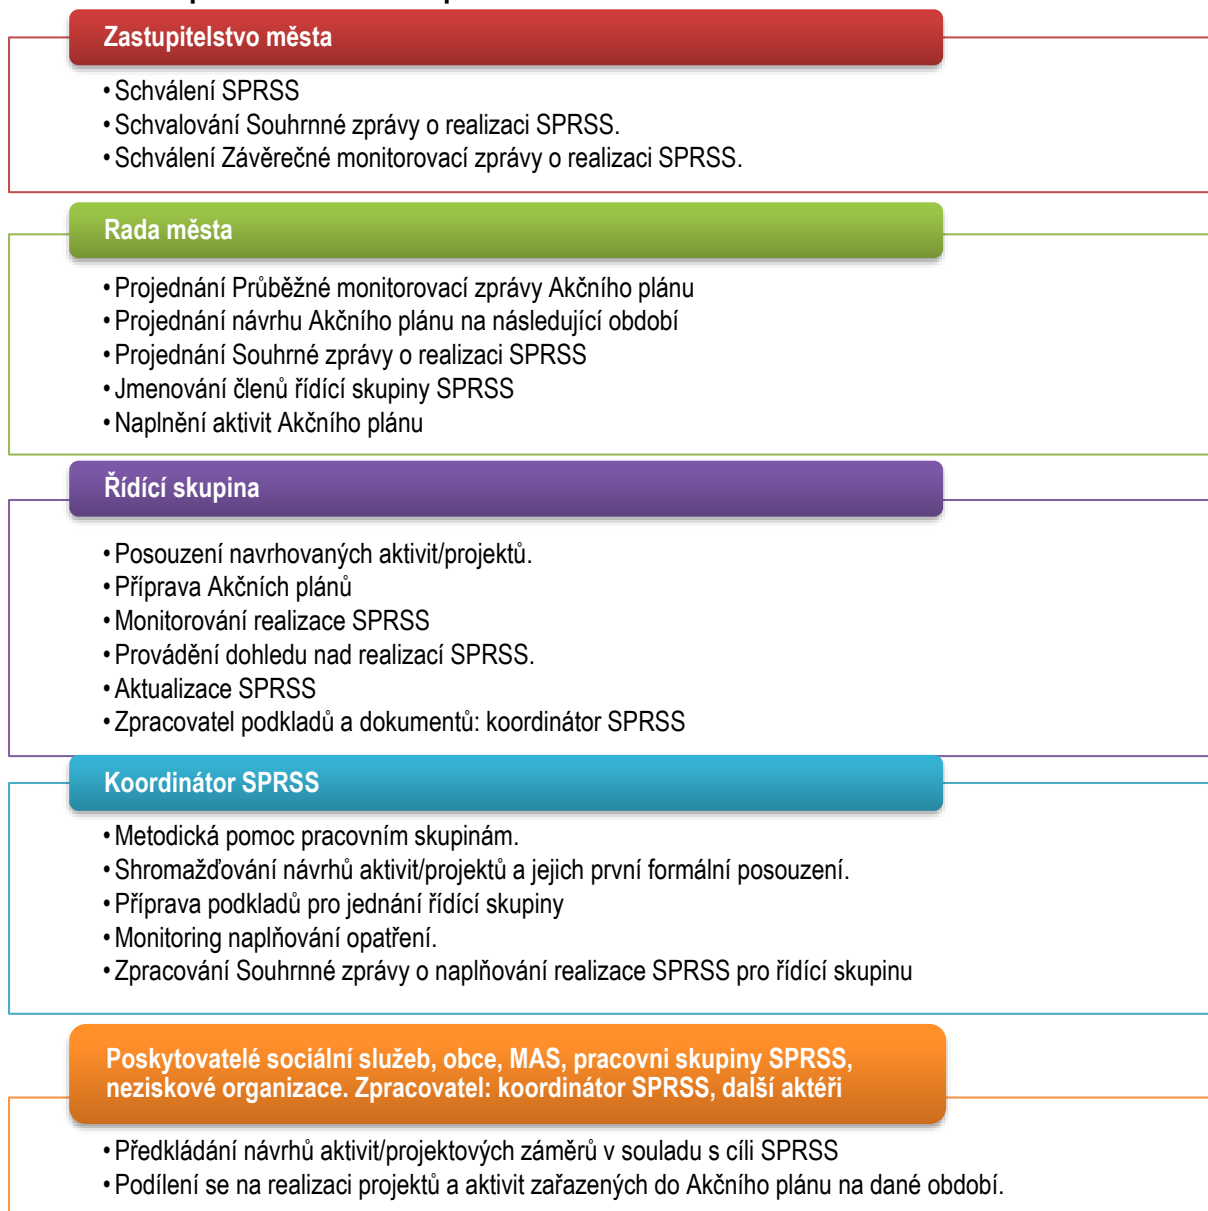 Zastupitelstvo města
• Schválení SPRSS
• Schvalování Souhrnné zprávy o realizaci SPRSS.
• Schválení Závěrečné monitorovací zprávy o realizaci SPRSS.
Rada města
• Projednání Průběžné monitorovací zprávy Akčního plánu
• Projednání návrhu Akčního plánu na následující období
• Projednání Souhrné zprávy o realizaci SPRSS
• Jmenování členů řídící skupiny SPRSS
• Naplnění aktivit Akčního plánu
Řídící skupina
• Posouzení navrhovaných aktivit/projektů.
• Příprava Akčních plánů
• Monitorování realizace SPRSS
• Provádění dohledu nad realizací SPRSS.
• Aktualizace SPRSS
• Zpracovatel podkladů a dokumentů: koordinátor SPRSS
Koordinátor SPRSS
• Metodická pomoc pracovním skupinám.
• Shromažďování návrhů aktivit/projektů a jejich první formální posouzení.
• Příprava podkladů pro jednání řídící skupiny
• Monitoring naplňování opatření.
• Zpracování Souhrnné zprávy o naplňování realizace SPRSS pro řídící skupinu
Poskytovatelé sociální služeb, obce, MAS, pracovni skupiny SPRSS,
neziskové organizace. Zpracovatel: koordinátor SPRSS, další aktéři
• Předkládání návrhů aktivit/projektových záměrů v souladu s cíli SPRSS
• Podílení se na realizaci projektů a aktivit zařazených do Akčního plánu na dané období.